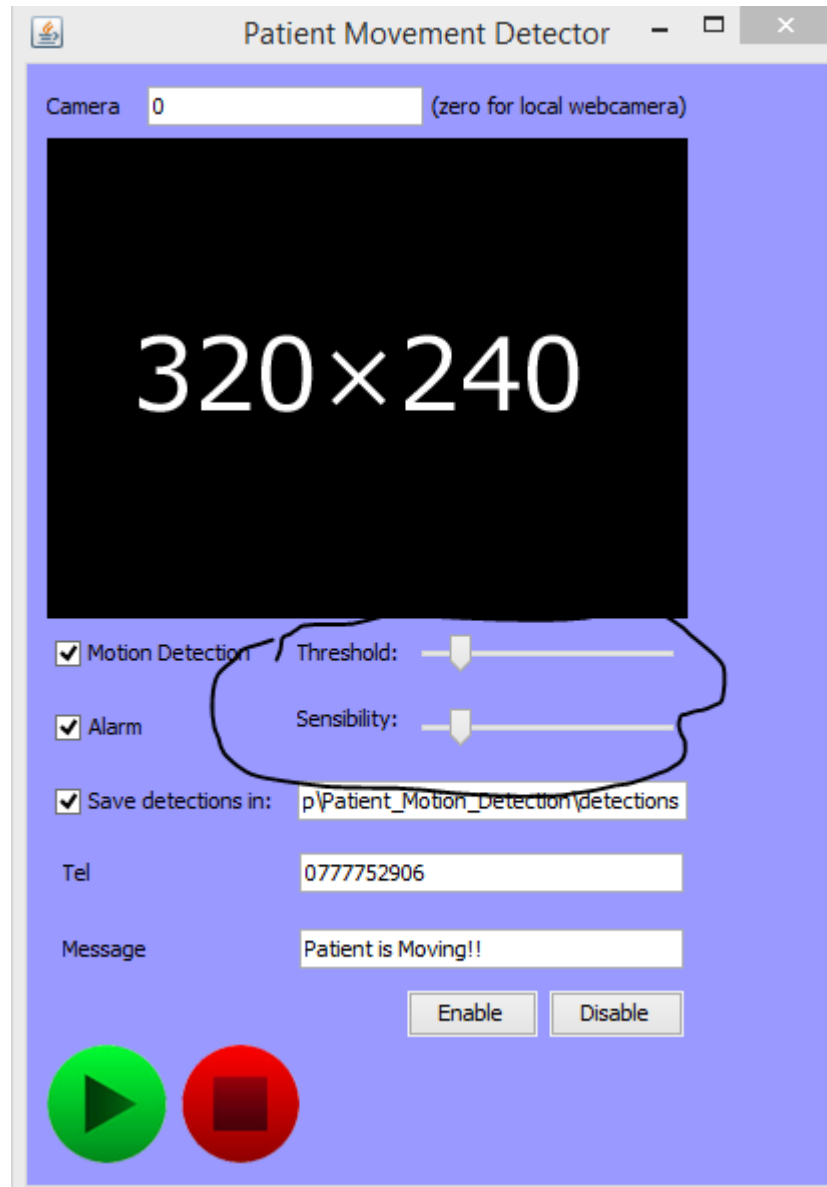 Patient Movement Detector
Camera 0 (zero for local webcamera)
320×240
Motion Detection Threshold:
Alarm Sensibility:
Save detections in: p\Patient_Motion_Detection\detections
Tel 0777752906
Message Patient is Moving!!
Enable Disable